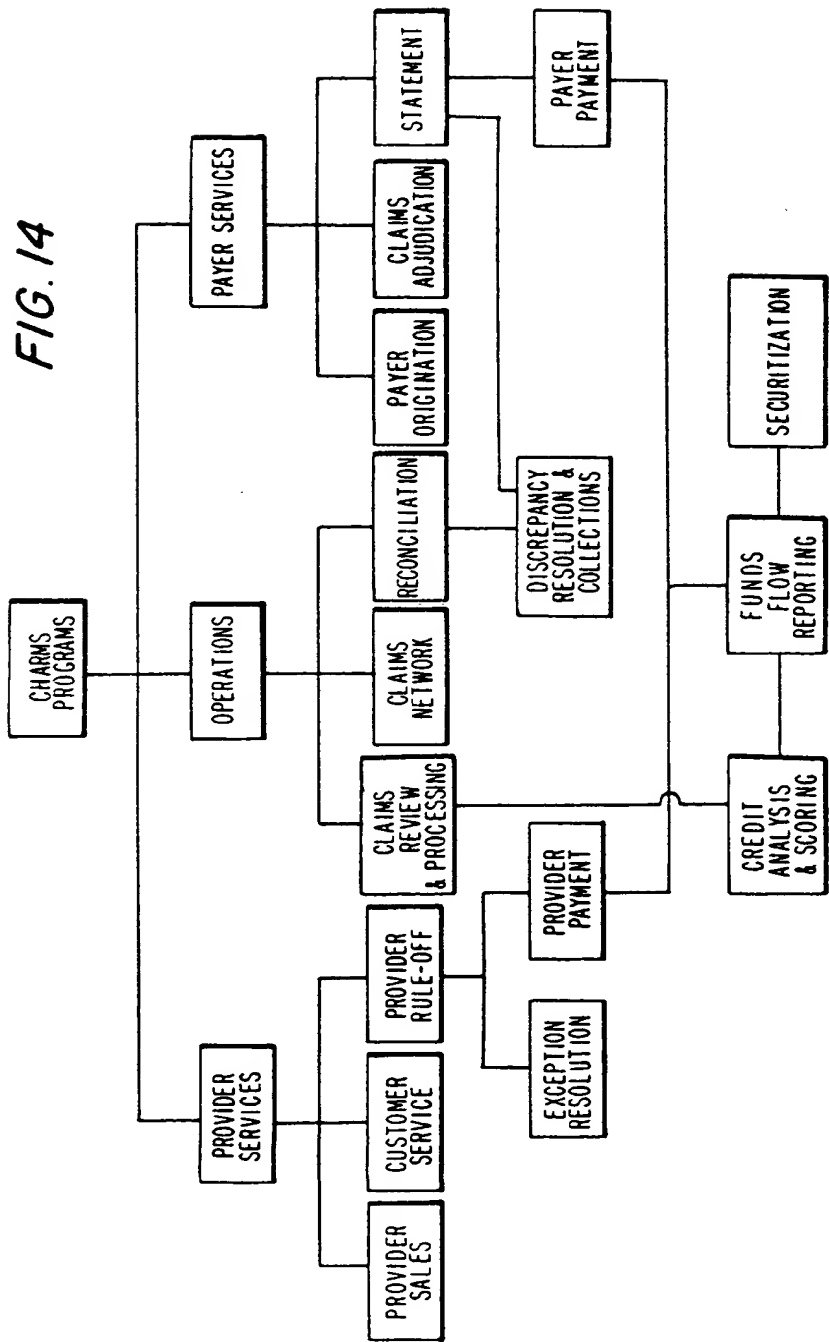 FIG. 14
CHARMS
PROGRAMS
PROVIDER
SERVICES
OPERATIONS
PAYER SERVICES
PROVIDER
SALES
CUSTOMER
SERVICE
PROVIDER
RULE-OFF
CLAIMS
REVIEW
& PROCESSING
CLAIMS
NETWORK
RECONCILIATION
PAYER
ORIGINATION
CLAIMS
ADJUDICATION
STATEMENT
EXCEPTION
RESOLUTION
PROVIDER
PAYMENT
DISCREPANCY
RESOLUTION &
COLLECTIONS
PAYER
PAYMENT
CREDIT
ANALYSIS
& SCORING
FUNDS
FLOW
REPORTING
SECURITIZATION